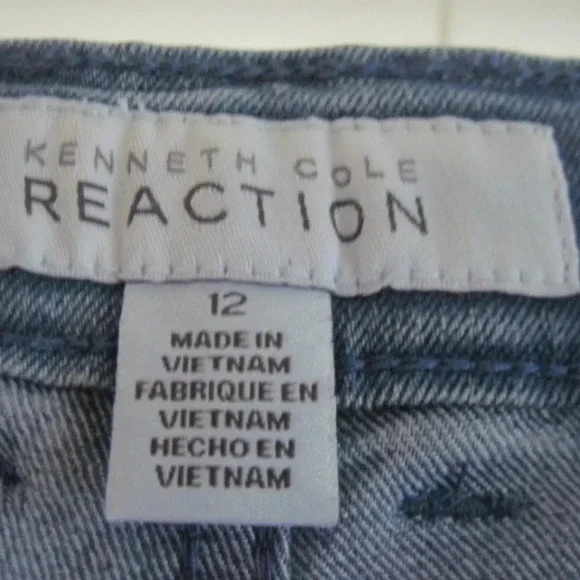 KENNETH COLE
REACTION
12
MADE IN
VIETNAM
FABRIQUE EN
VIETNAM
HECHO EN
VIETNAM